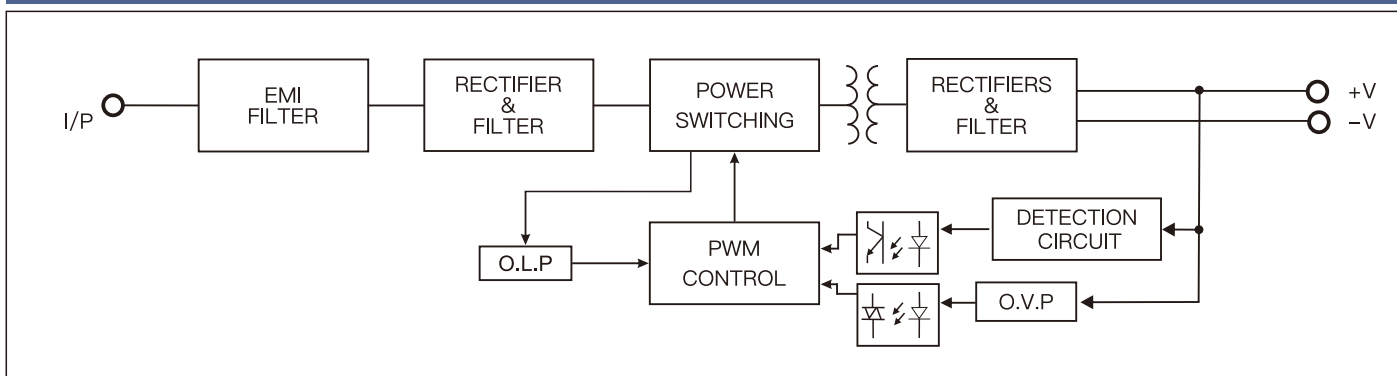 I/P
EMI
FILTER
RECTIFIER
&
FILTER
POWER
SWITCHING
RECTIFIERS
&
FILTER
+V
-V
O.L.P
PWM
CONTROL
DETECTION
CIRCUIT
O.V.P